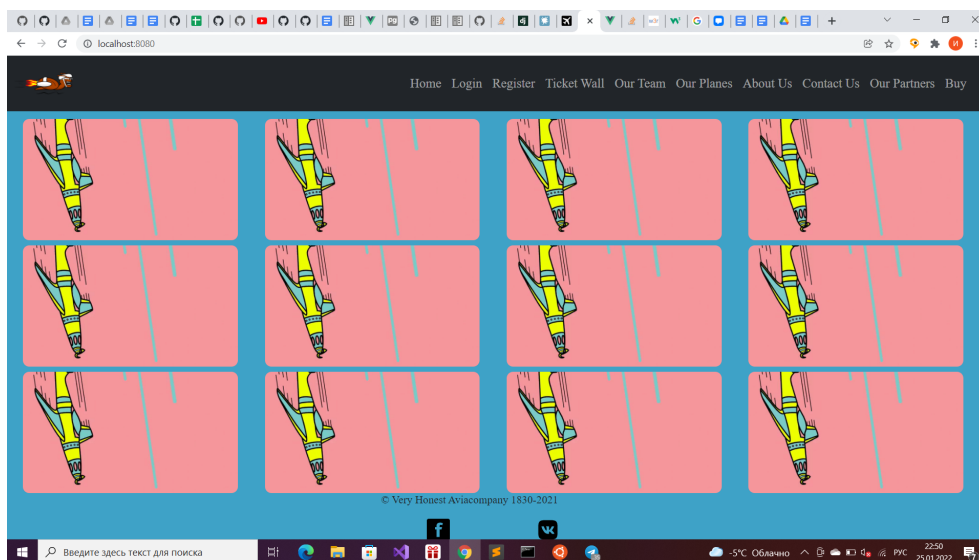 localhost:8080
Home Login Register Ticket Wall Our Team Our Planes About Us Contact Us Our Partners Buy
© Very Honest Aviacompany 1830-2021
Введите здесь текст для поиска
-5°C Облачно
РУС
22:50
25.01.2022